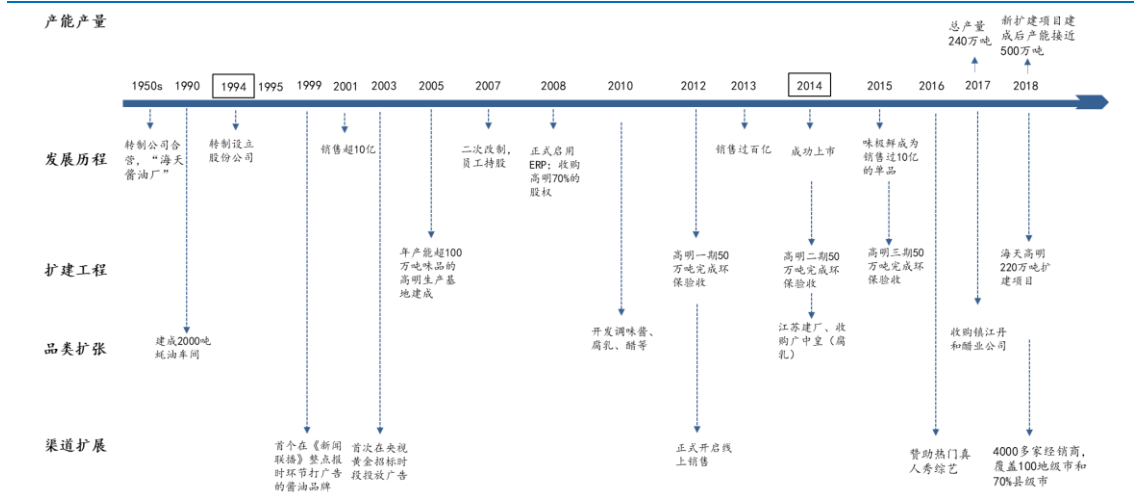 产能产量
总产量
240万吨
新扩建项目建
成后产能接近
500万吨
1950s 1990 1994 1995 1999 2001 2003 2005 2007 2008 2010 2012 2013 2014 2015 2016 2017 2018
发展历程
转制公司合
营，“海天
酱油厂”
转制设立
股份公司
销售超10亿
二次改制，
员工持股
正式启用
ERP；收购
高明70%的
股权
销售过百亿
成功上市
味极鲜成为
销售过10亿
的单品
扩建工程
年产能超100
万吨味品的
高明生产基
地建成
高明一期50
万吨完成环
保验收
高明二期50
万吨完成环
保验收
高明三期50
万吨完成环
保验收
海天高明
220万吨扩
建项目
品类扩张
建成2000吨
蚝油车间
开发调味酱、
腐乳、醋等
江苏建厂、收
购广中皇（腐
乳）
收购镇江丹
和醋业公司
渠道扩展
首个在《新闻
联播》整点报
时环节打广告
的酱油品牌
首次在央视
黄金招标时
段投放广告
正式开启线
上销售
赞助热门真
人秀综艺
4000多家经销商，
覆盖100地级市和
70%县级市